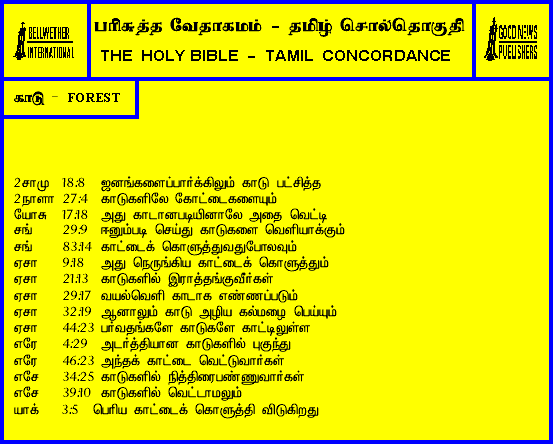 BELLWETHER
INTERNATIONAL
பரிசுத்த வேதாகமம் - தமிழ் சொல்தொகுதி
THE HOLY BIBLE - TAMIL CONCORDANCE
GOOD NEWS
PUBLISHERS
காடு - FOREST
2சாமு 18:8 ஜனங்களைப்பார்க்கிலும் காடு பட்சித்த
2நாளா 27:4 காடுகளிலே கோட்டைகளையும்
யோசு 17:18 அது காடானபடியினாலே அதை வெட்டி
சங் 29:9 ஈனும்படி செய்து காடுகளை வெளியாக்கும்
சங் 83:14 காட்டைக் கொளுத்துவதுபோலவும்
ஏசா 9:18 அது நெருங்கிய காட்டைக் கொளுத்தும்
ஏசா 21:13 காடுகளில் இராத்தங்குவீர்கள்
ஏசா 29:17 வயல்வெளி காடாக எண்ணப்படும்
ஏசா 32:19 ஆனாலும் காடு அழிய கல்மழை பெய்யும்
ஏசா 44:23 பர்வதங்களே காடுகளே காட்டிலுள்ள
எரே 4:29 அடர்த்தியான காடுகளில் புகுந்து
எரே 46:23 அந்தக் காட்டை வெட்டுவார்கள்
எசே 34:25 காடுகளில் நித்திரைபண்ணுவார்கள்
எசே 39:10 காடுகளில் வெட்டாமலும்
யாக் 3:5 பெரிய காட்டைக் கொளுத்தி விடுகிறது